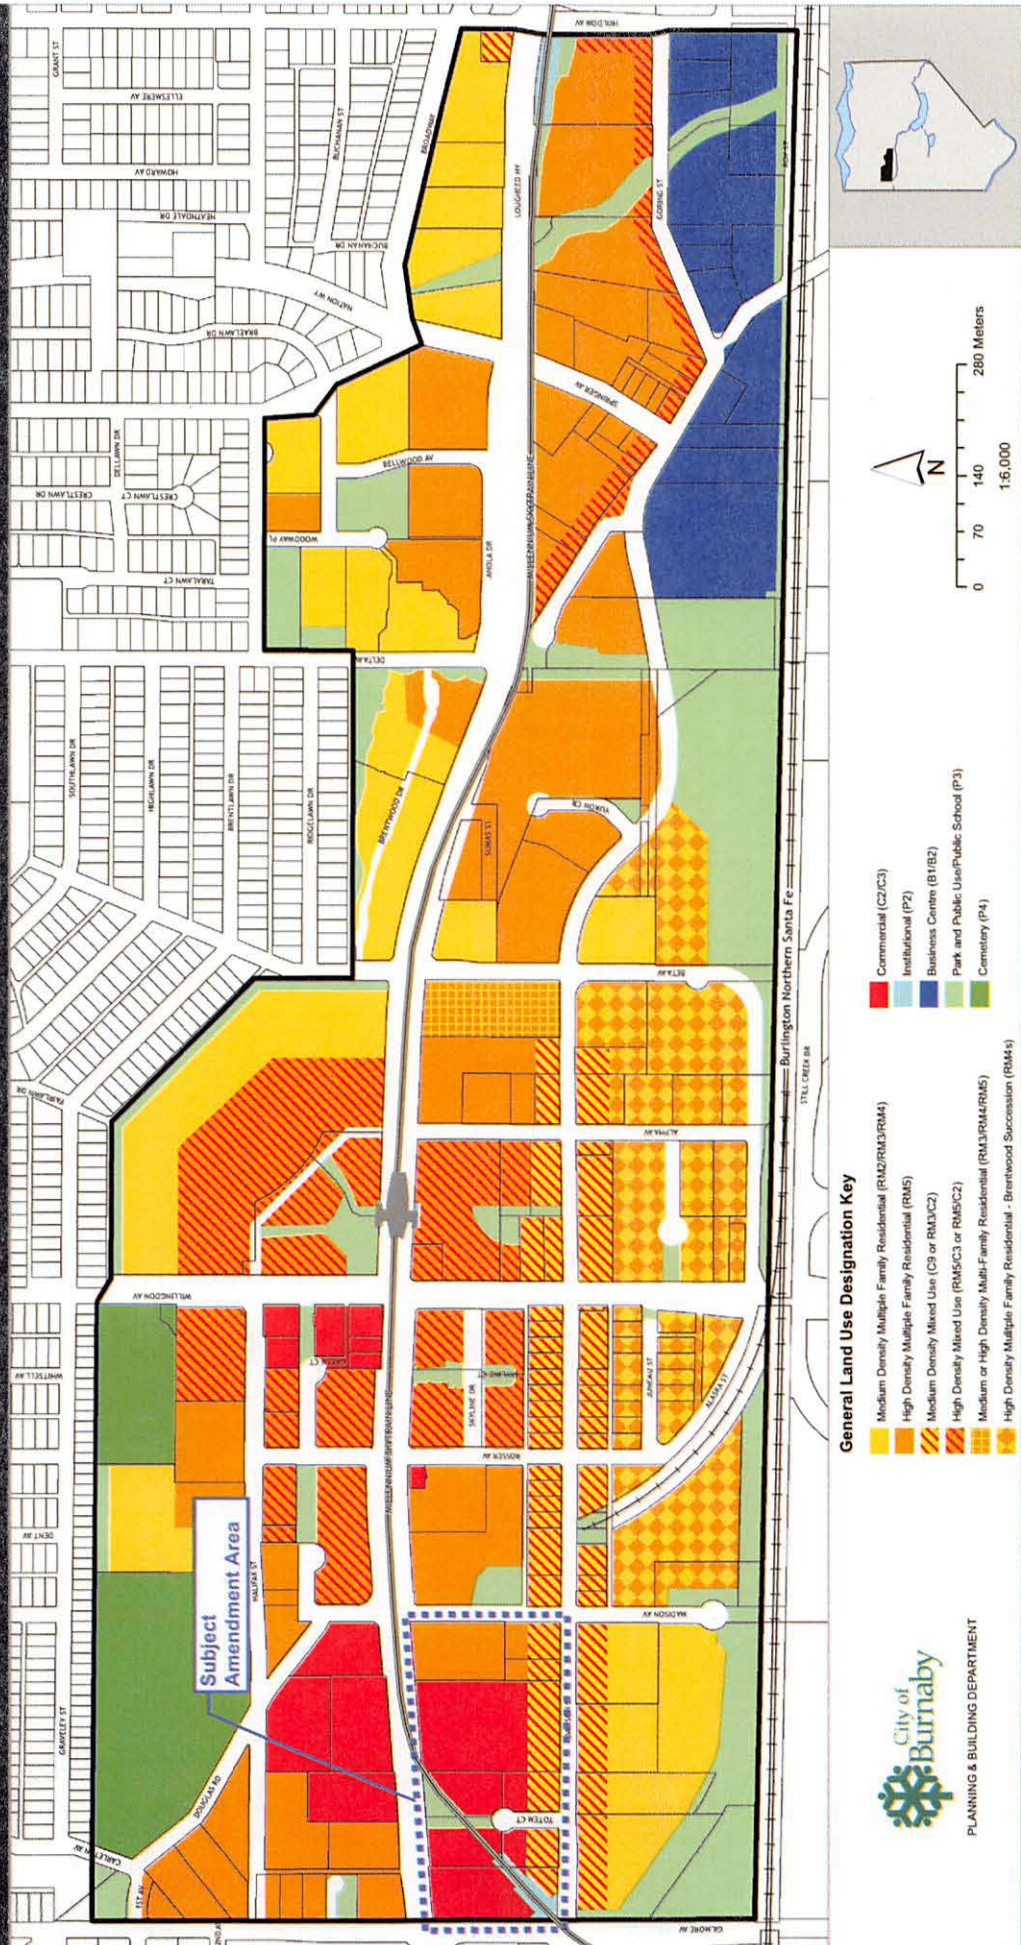 GRANT ST
ELLESMERE AV
HOWARD AV
HEATHDALE DR
BUCHANAN ST
BUCHANAN DR
BROADWAY
HOLDOM AV
NATION WY
BRAELAWN DR
DELLAWN DR
CRESTLAWN DR
CRESTLAWN CT
TARALAWN CT
LOUGHEED HY
GORING ST
SPRINGER AV
BELLWOOD AV
WOODWAY PL
AHOLA DR
DELTA AV
SOUTHLAWN DR
HIGHLAWN DR
BRENTLAWN DR
RIDGELAWN DR
FAIRLAWN DR
BRENTWOOD DR
SUMAS ST
YUKON CR
BETA AV
ALPHA AV
WILLINGDON AV
WHITSELL AV
DENT AV
GRAVELEY ST
HALIFAX ST
DOUGLAS RD
CARLETON AV
1ST AV
SKYLINE DR
ROSSER AV
JUNEAU ST
ALASKA ST
MADISON AV
TOTEM CT
GILMORE AV
STILL CREEK DR
Burlington Northern Santa Fe
Subject
Amendment Area
N
0 70 140 280 Meters
1:6,000
General Land Use Designation Key
Medium Density Multiple Family Residential (RM2/RM3/RM4)
High Density Multiple Family Residential (RM5)
Medium Density Mixed Use (C9 or RM3/C2)
High Density Mixed Use (RM5/C3 or RM5/C2)
Medium or High Density Multi-Family Residential (RM3/RM4/RM5)
High Density Mulitple Family Residential - Brentwood Succession (RM4s)
Commercial (C2/C3)
Institutional (P2)
Business Centre (B1/B2)
Park and Public Use/Public School (P3)
Cemetery (P4)
City of
Burnaby
PLANNING & BUILDING DEPARTMENT